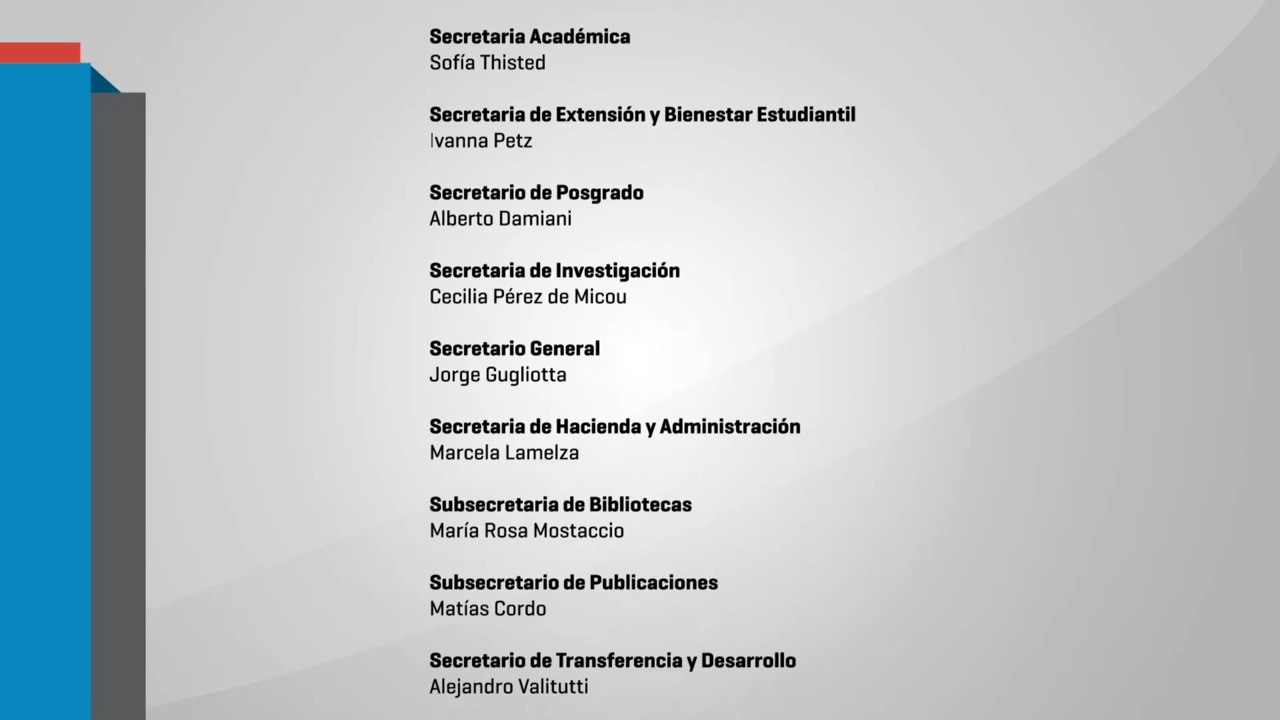 Secretaria Académica
Sofía Thisted
Secretaria de Extensión y Bienestar Estudiantil
Ivanna Petz
Secretario de Posgrado
Alberto Damiani
Secretaria de Investigación
Cecilia Pérez de Micou
Secretario General
Jorge Gugliotta
Secretaria de Hacienda y Administración
Marcela Lamelza
Subsecretaria de Bibliotecas
María Rosa Mostaccio
Subsecretario de Publicaciones
Matías Cordo
Secretario de Transferencia y Desarrollo
Alejandro Valitutti